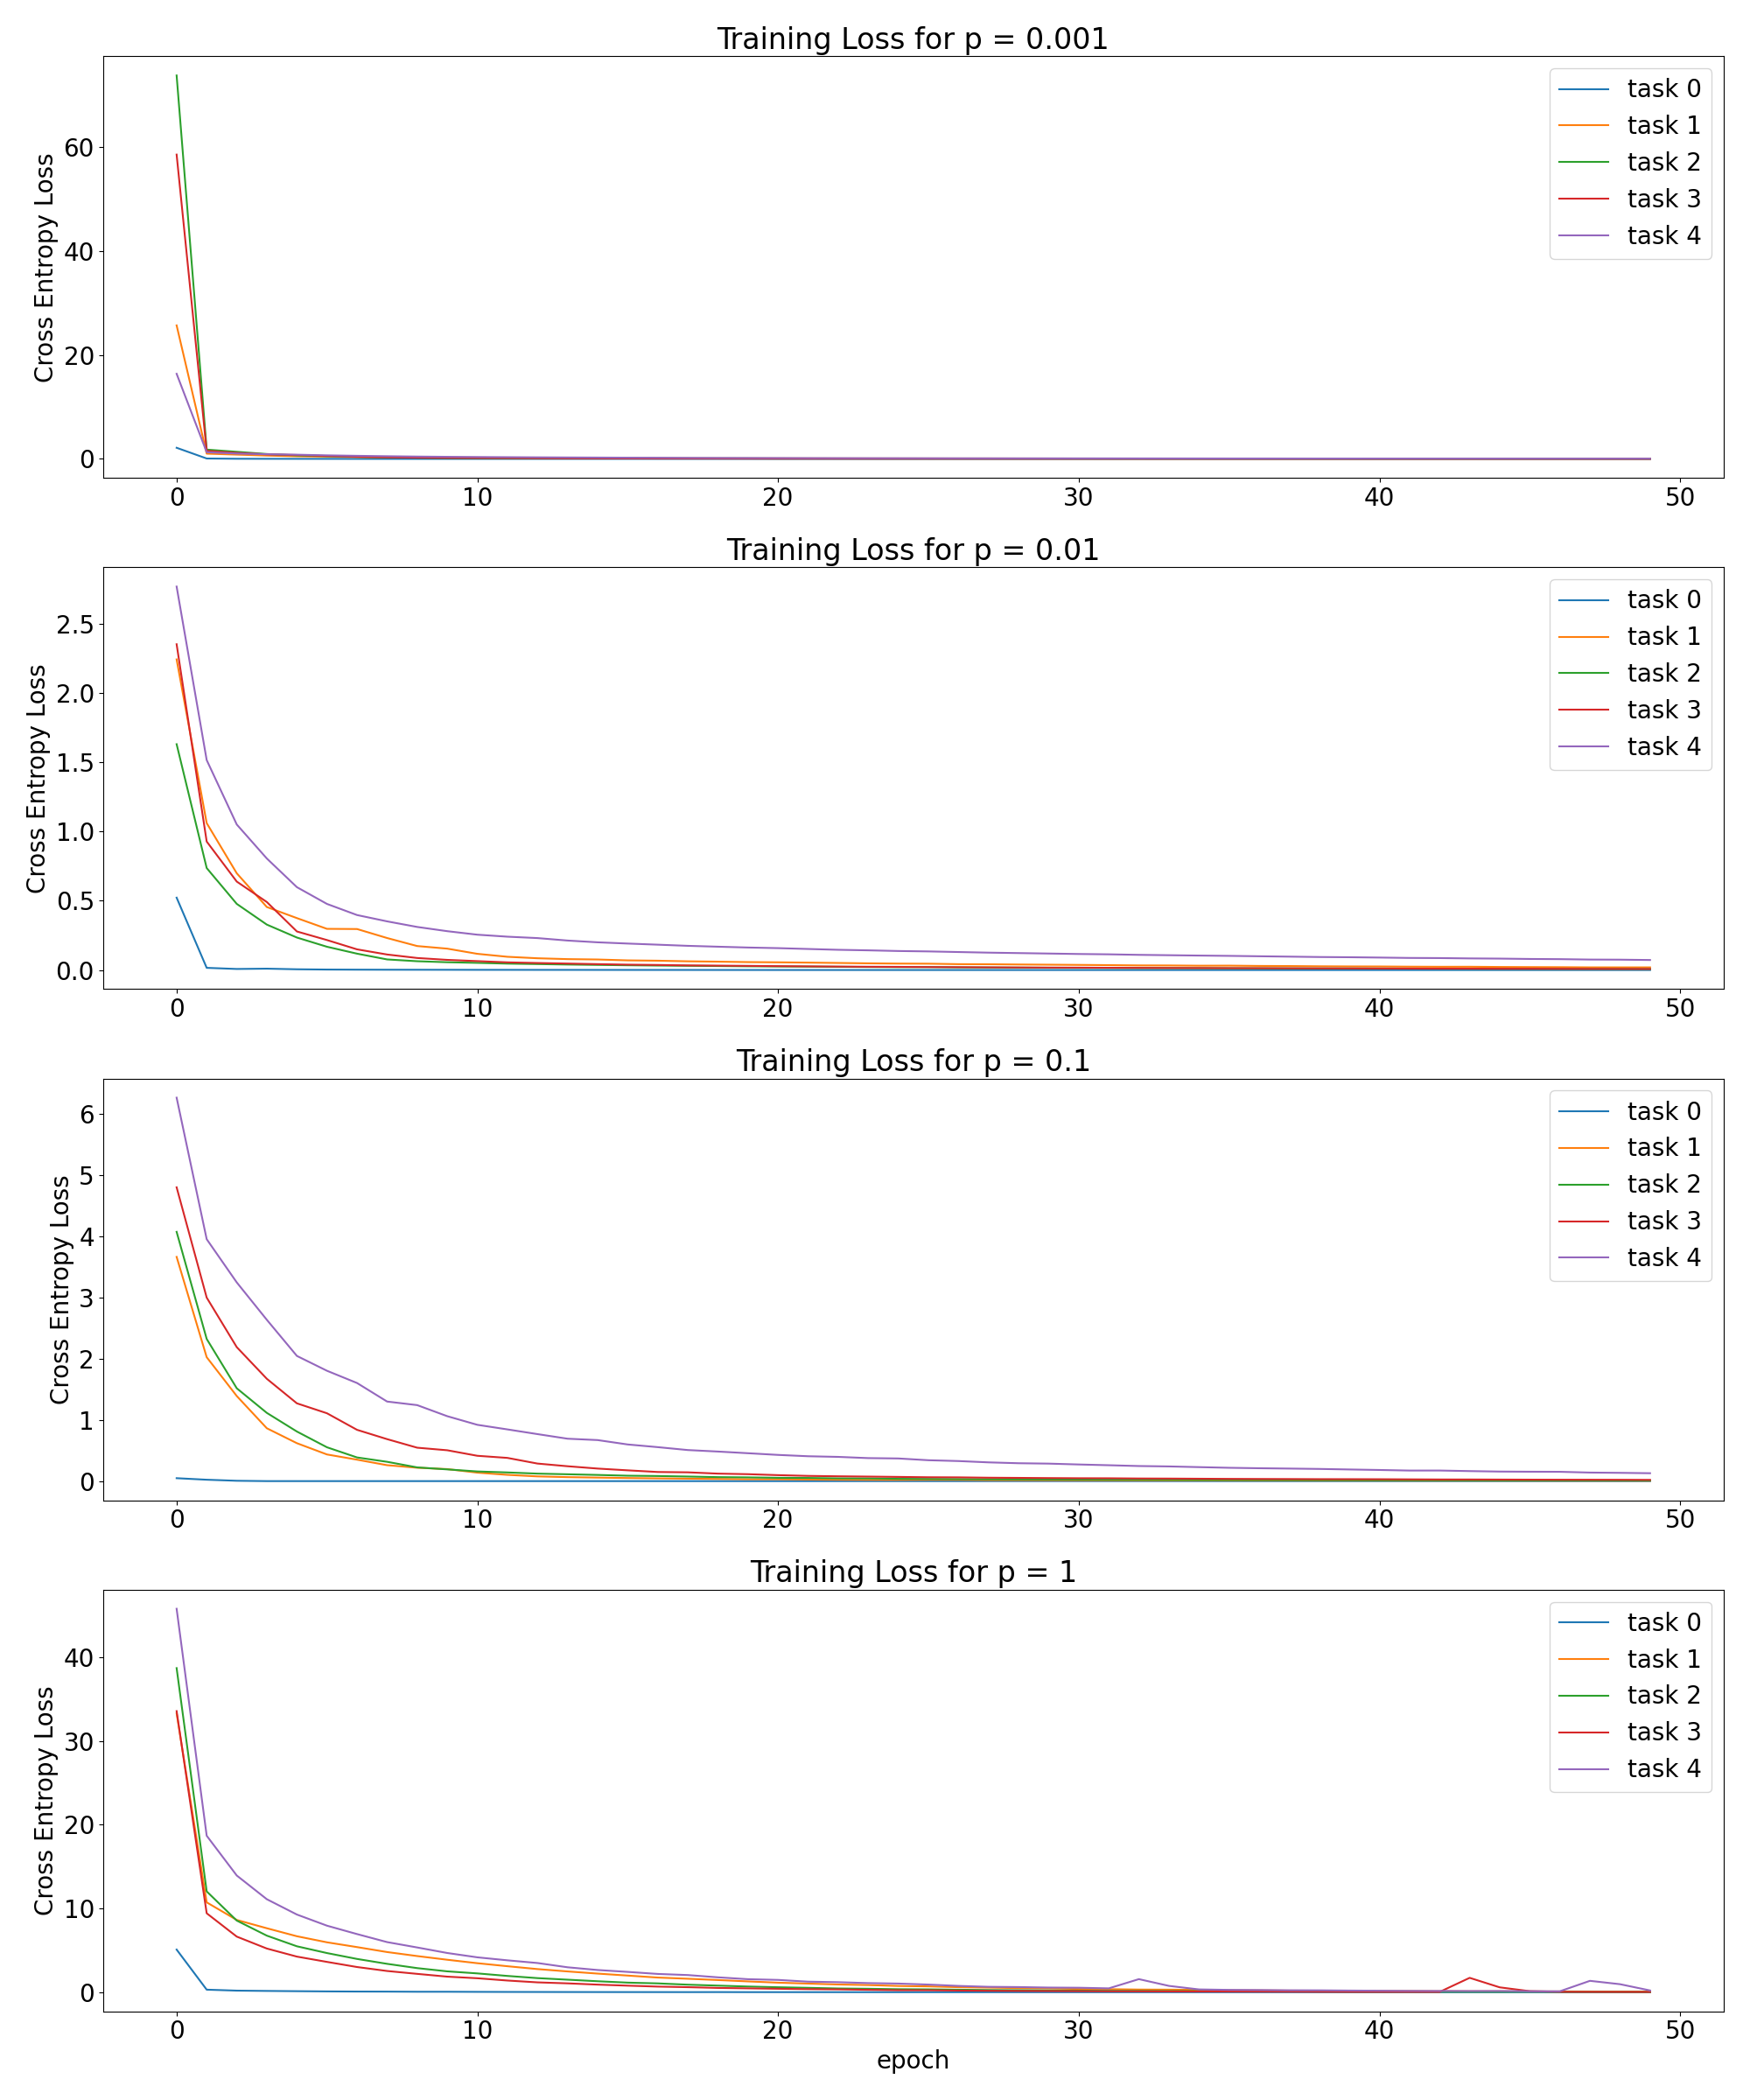 Training Loss for p = 0.001
Cross Entropy Loss
60
40
20
0
0 10 20 30 40 50
task 0
task 1
task 2
task 3
task 4
Training Loss for p = 0.01
Cross Entropy Loss
2.5
2.0
1.5
1.0
0.5
0.0
0 10 20 30 40 50
task 0
task 1
task 2
task 3
task 4
Training Loss for p = 0.1
Cross Entropy Loss
6
5
4
3
2
1
0
0 10 20 30 40 50
task 0
task 1
task 2
task 3
task 4
Training Loss for p = 1
Cross Entropy Loss
40
30
20
10
0
0 10 20 30 40 50
task 0
task 1
task 2
task 3
task 4
epoch